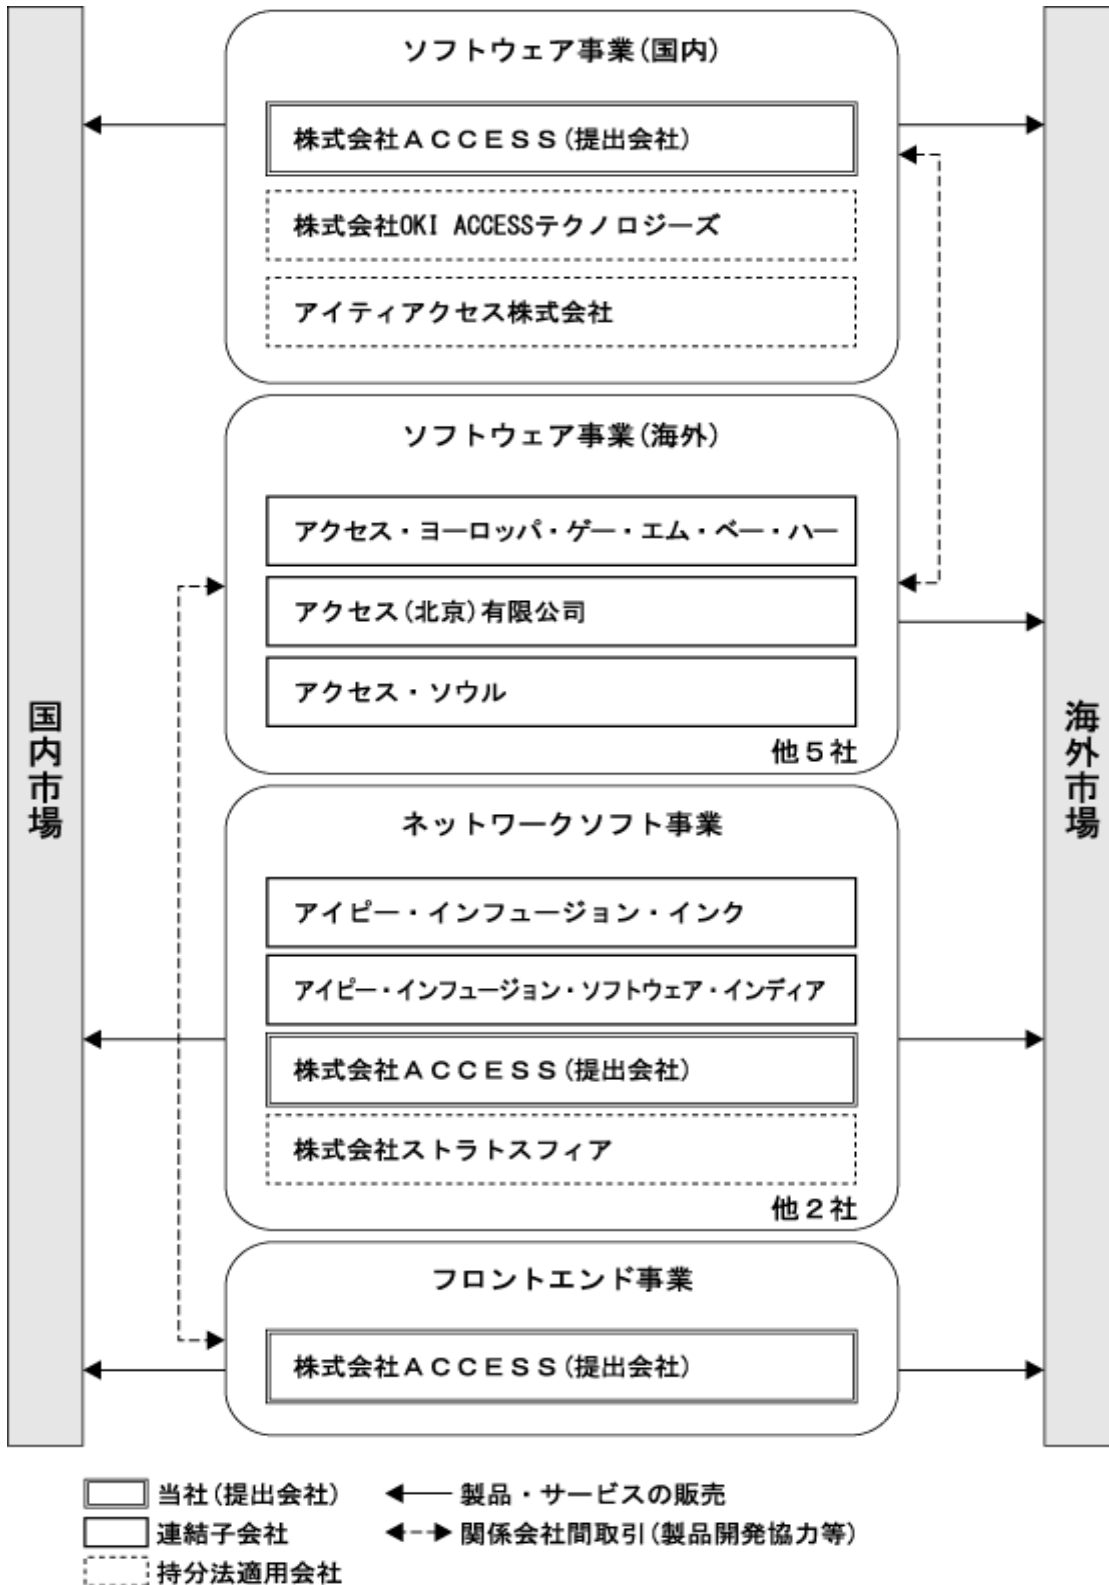 ソフトウェア事業(国内)
株式会社ＡＣＣＥＳＳ(提出会社)
株式会社OKI ACCESSテクノロジーズ
アイティアクセス株式会社
ソフトウェア事業(海外)
アクセス・ヨーロッパ・ゲー・エム・ベー・ハー
アクセス(北京)有限公司
アクセス・ソウル
他５社
国内市場
海外市場
ネットワークソフト事業
アイピー・インフュージョン・インク
アイピー・インフュージョン・ソフトウェア・インディア
株式会社ＡＣＣＥＳＳ(提出会社)
株式会社ストラトスフィア
他２社
フロントエンド事業
株式会社ＡＣＣＥＳＳ(提出会社)
当社(提出会社)
製品・サービスの販売
連結子会社
関係会社間取引(製品開発協力等)
持分法適用会社